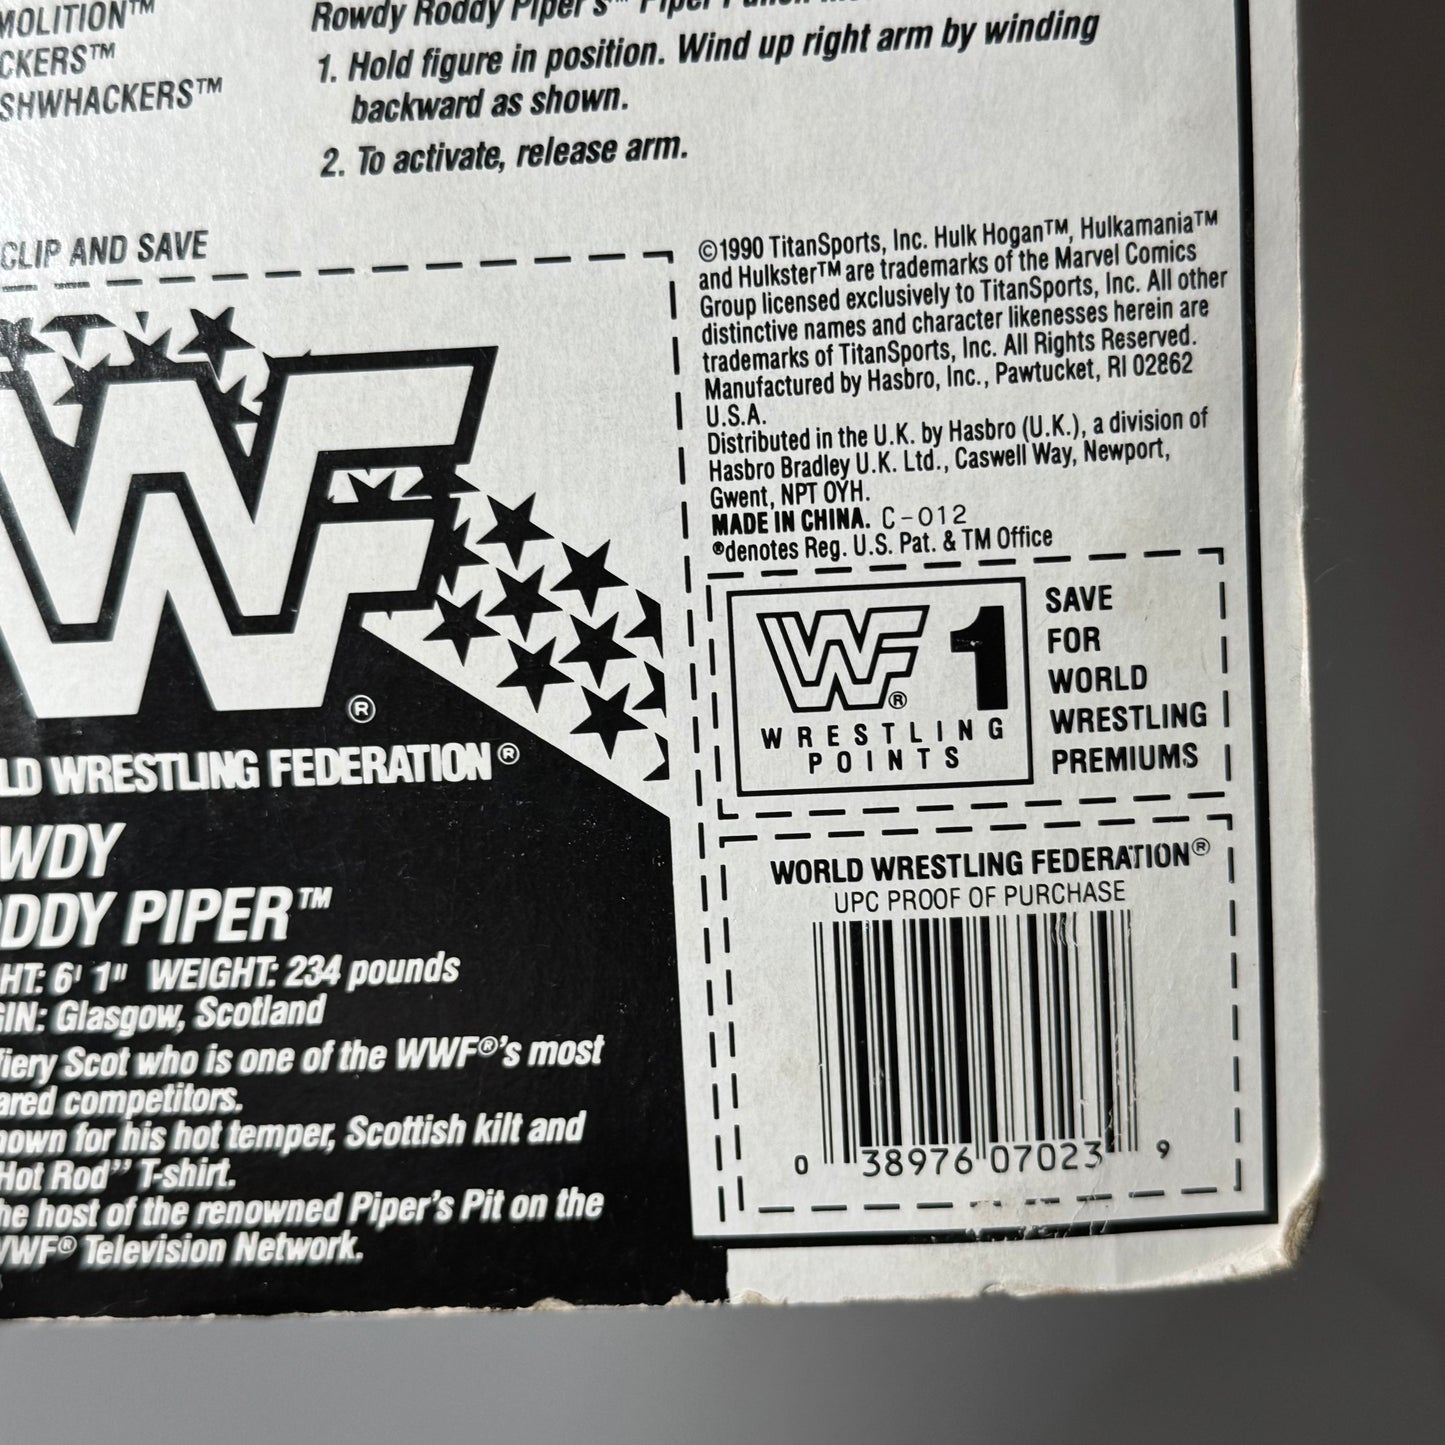 MOLITION™
CKERS™
SHWHACKERS™
Rowdy Roddy Piper's™ Piper
1. Hold figure in position. Wind up right arm by winding
backward as shown.
2. To activate, release arm.
CLIP AND SAVE
WF®
LD WRESTLING FEDERATION®
WDY
DDY PIPER™
HT: 6' 1" WEIGHT: 234 pounds
GIN: Glasgow, Scotland
fiery Scot who is one of the WWF®'s most
ared competitors.
nown for his hot temper, Scottish kilt and
Hot Rod" T-shirt.
he host of the renowned Piper's Pit on the
WWF® Television Network.
©1990 TitanSports, Inc. Hulk Hogan™, Hulkamania™
and Hulkster™ are trademarks of the Marvel Comics
Group licensed exclusively to TitanSports, Inc. All other
distinctive names and character likenesses herein are
trademarks of TitanSports, Inc. All Rights Reserved.
Manufactured by Hasbro, Inc., Pawtucket, RI 02862
U.S.A.
Distributed in the U.K. by Hasbro (U.K.), a division of
Hasbro Bradley U.K. Ltd., Caswell Way, Newport,
Gwent, NPT OYH.
MADE IN CHINA. C-012
®denotes Reg. U.S. Pat. & TM Office
WF® 1
WRESTLING
POINTS
SAVE
FOR
WORLD
WRESTLING
PREMIUMS
WORLD WRESTLING FEDERATION®
UPC PROOF OF PURCHASE
0 38976 07023 9